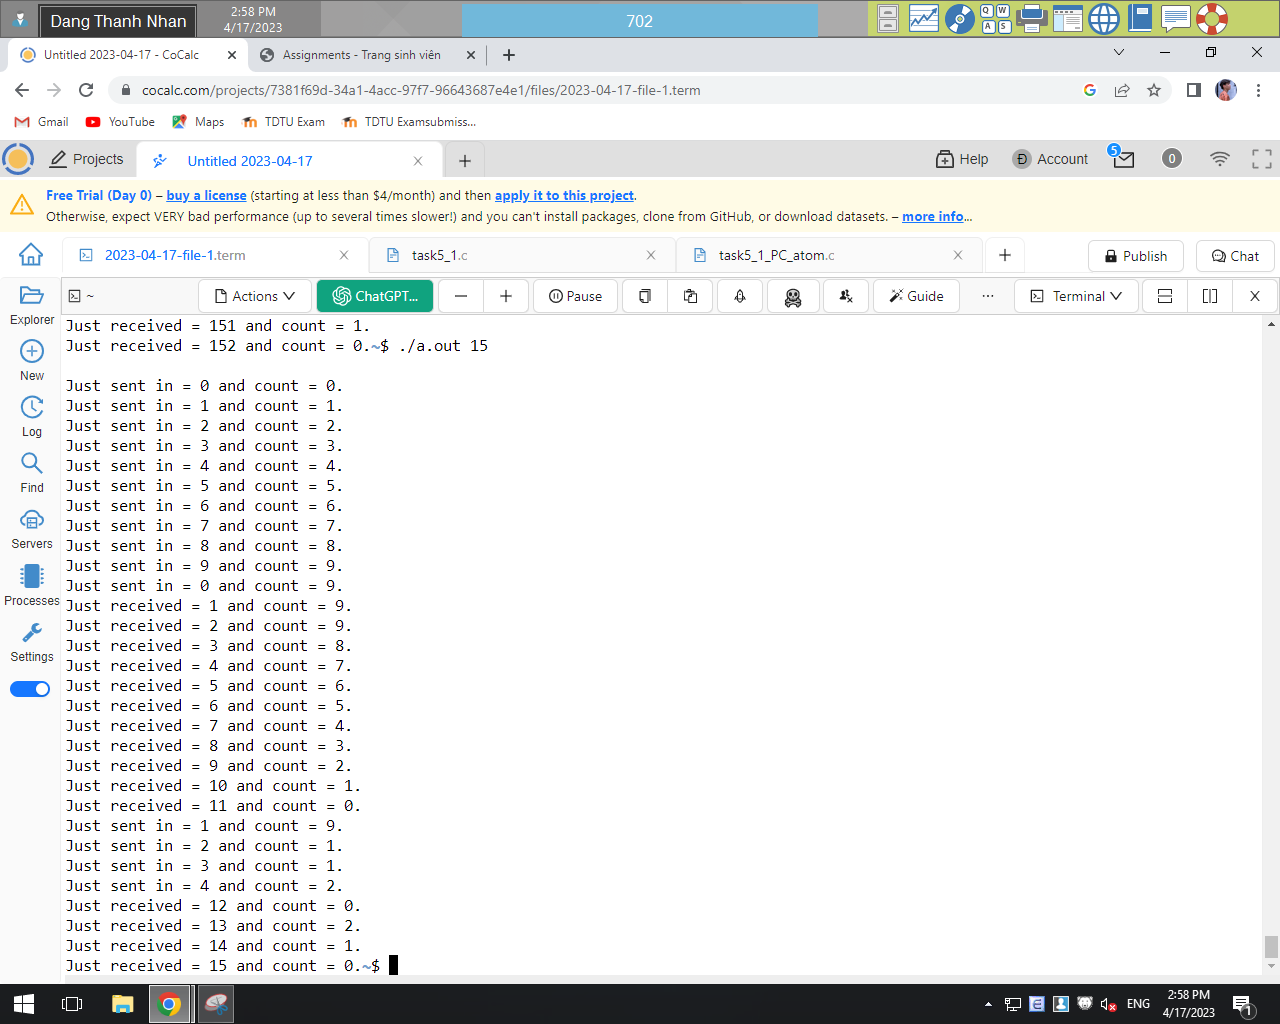 Dang Thanh Nhan
2:58 PM
4/17/2023
702
Q W
A S
Untitled 2023-04-17 - CoCalc
Assignments - Trang sinh viên
cocalc.com/projects/7381f69d-34a1-4acc-97f7-96643687e4e1/files/2023-04-17-file-1.term
Gmail YouTube Maps TDTU Exam TDTU Examsubmiss...
Projects Untitled 2023-04-17 Help Account 5 0
Free Trial (Day 0) – buy a license (starting at less than $4/month) and then apply it to this project.
Otherwise, expect VERY bad performance (up to several times slower!) and you can't install packages, clone from GitHub, or download datasets. – more info...
2023-04-17-file-1.term task5_1.c task5_1_PC_atom.c Publish Chat
~ Actions ChatGPT... Pause Guide ... Terminal
Explorer
New
Log
Find
Servers
Processes
Settings
Just received = 151 and count = 1.
Just received = 152 and count = 0.~$ ./a.out 15
Just sent in = 0 and count = 0.
Just sent in = 1 and count = 1.
Just sent in = 2 and count = 2.
Just sent in = 3 and count = 3.
Just sent in = 4 and count = 4.
Just sent in = 5 and count = 5.
Just sent in = 6 and count = 6.
Just sent in = 7 and count = 7.
Just sent in = 8 and count = 8.
Just sent in = 9 and count = 9.
Just sent in = 0 and count = 9.
Just received = 1 and count = 9.
Just received = 2 and count = 9.
Just received = 3 and count = 8.
Just received = 4 and count = 7.
Just received = 5 and count = 6.
Just received = 6 and count = 5.
Just received = 7 and count = 4.
Just received = 8 and count = 3.
Just received = 9 and count = 2.
Just received = 10 and count = 1.
Just received = 11 and count = 0.
Just sent in = 1 and count = 9.
Just sent in = 2 and count = 1.
Just sent in = 3 and count = 1.
Just sent in = 4 and count = 2.
Just received = 12 and count = 0.
Just received = 13 and count = 2.
Just received = 14 and count = 1.
Just received = 15 and count = 0.~$
ENG
2:58 PM
4/17/2023
1